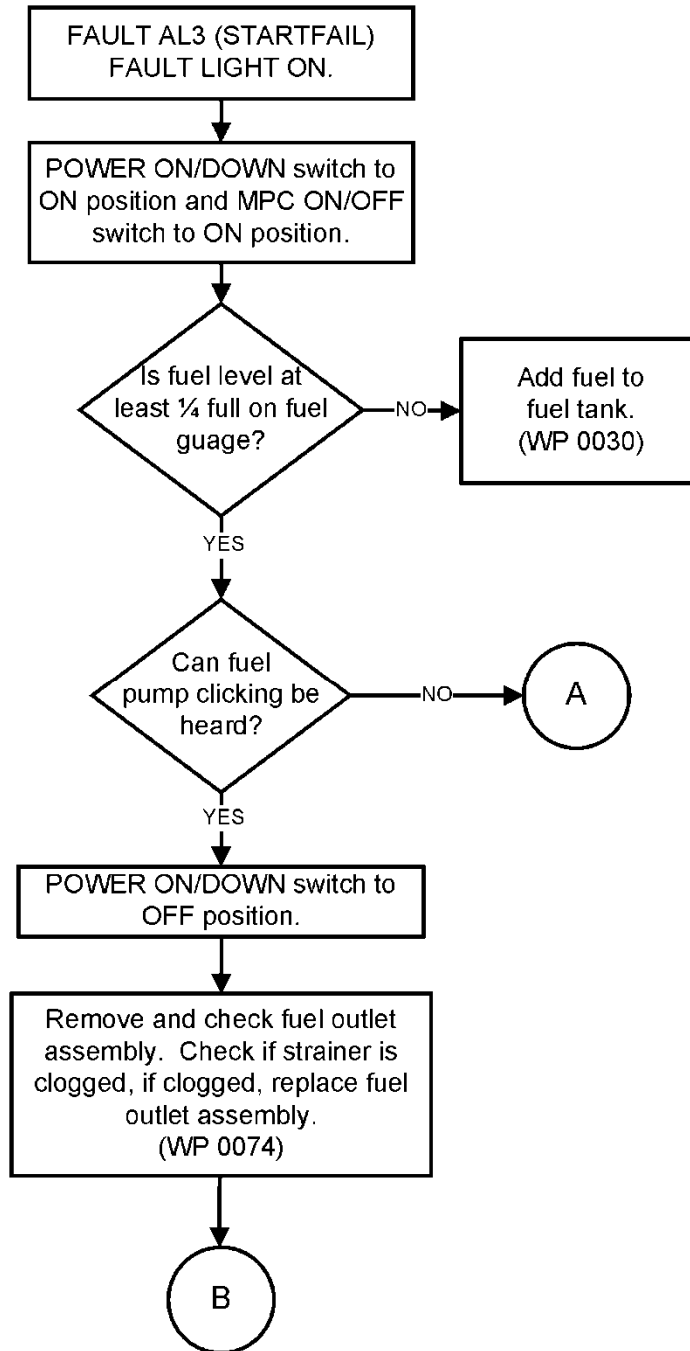 FAULT AL3 (STARTFAIL)
FAULT LIGHT ON.
POWER ON/DOWN switch to
ON position and MPC ON/OFF
switch to ON position.
Is fuel level at
least ¼ full on fuel
guage?
NO
Add fuel to
fuel tank.
(WP 0030)
YES
Can fuel
pump clicking be
heard?
NO
A
YES
POWER ON/DOWN switch to
OFF position.
Remove and check fuel outlet
assembly.  Check if strainer is
clogged, if clogged, replace fuel
outlet assembly.
(WP 0074)
B